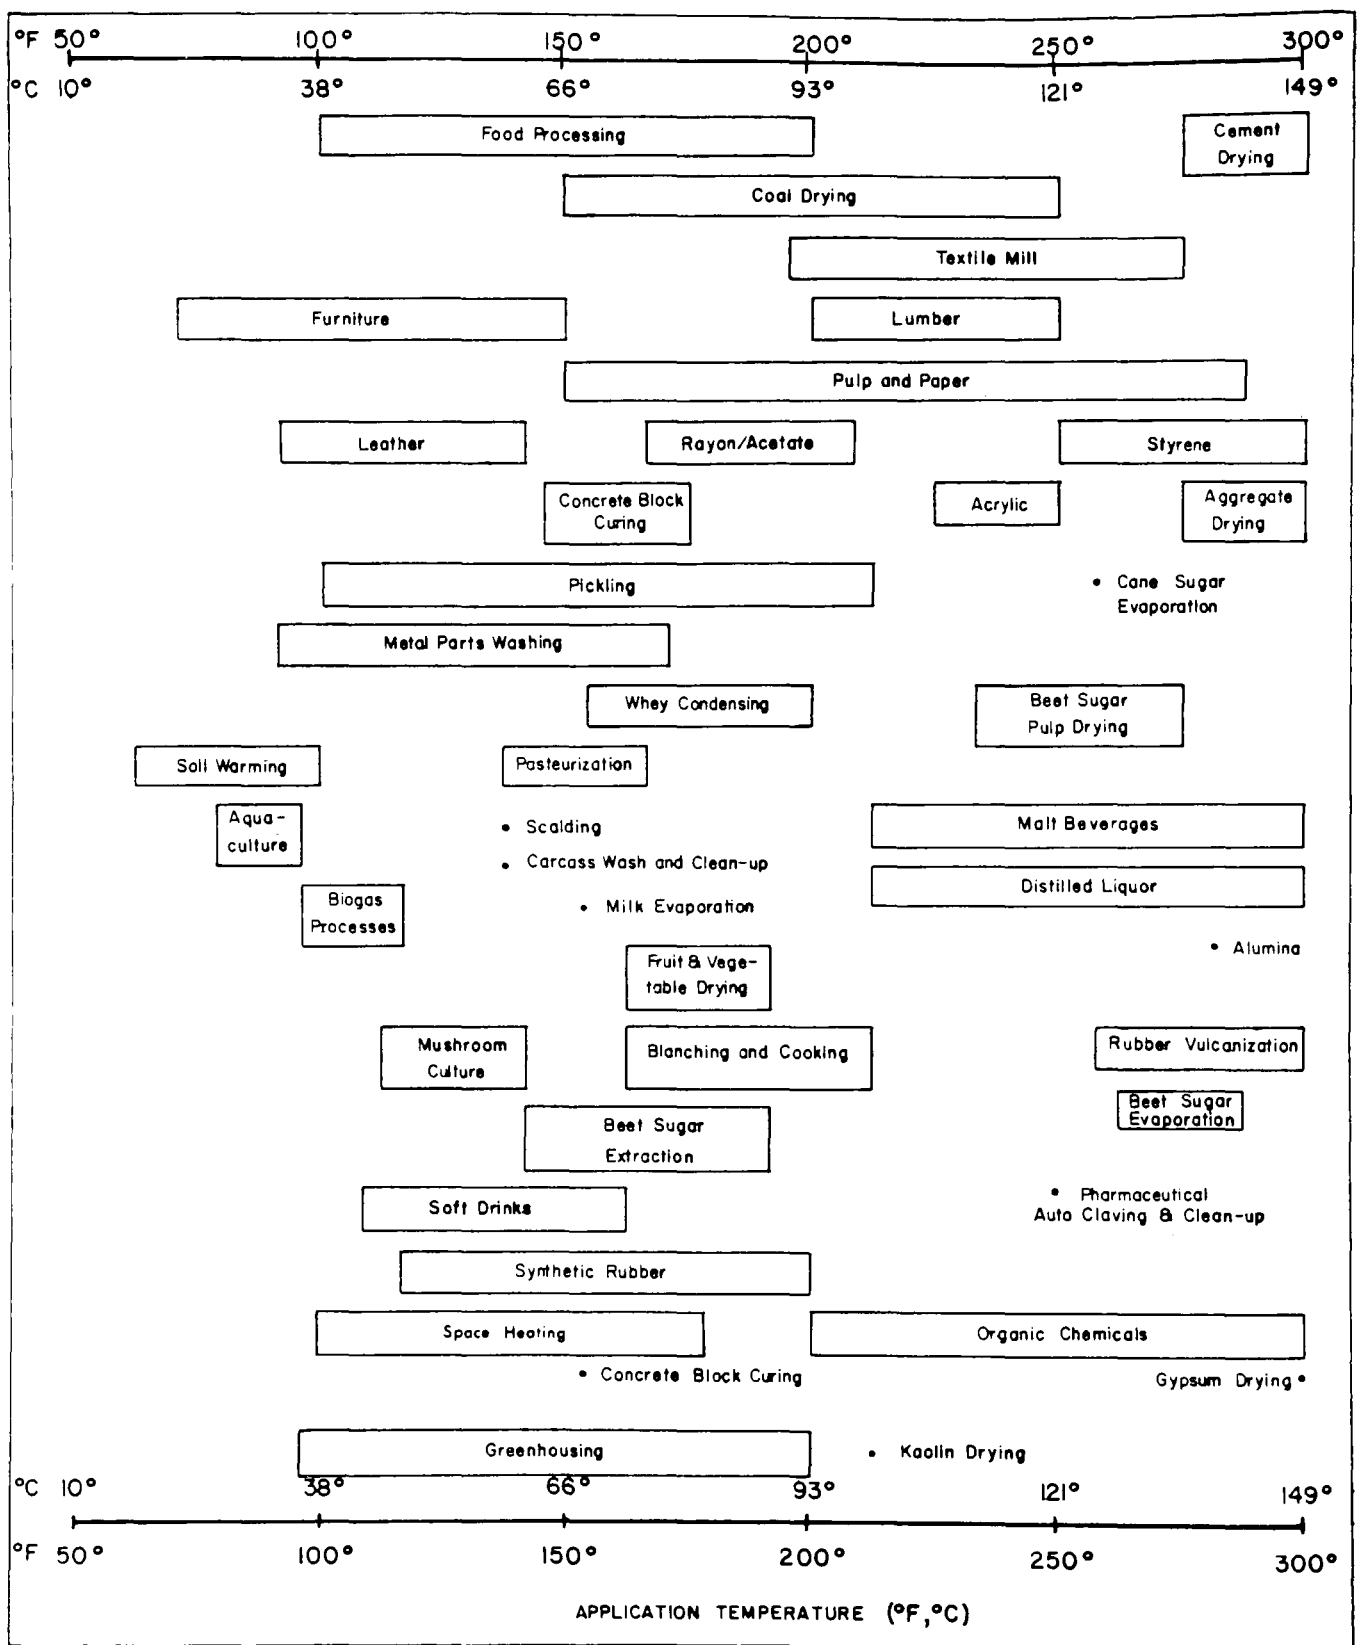 °F 50° 100° 150° 200° 250° 300°
°C 10° 38° 66° 93° 121° 149°
Food Processing
Cement
Drying
Coal Drying
Textile Mill
Furniture
Lumber
Pulp and Paper
Leather
Rayon/Acetate
Styrene
Concrete Block
Curing
Acrylic
Aggregate
Drying
Pickling
• Cane Sugar
Evaporation
Metal Parts Washing
Whey Condensing
Beet Sugar
Pulp Drying
Soil Warming
Pasteurization
Aqua-
culture
• Scalding
Malt Beverages
• Carcass Wash and Clean-up
Distilled Liquor
Biogas
Processes
• Milk Evaporation
• Alumina
Fruit & Vege-
table Drying
Mushroom
Culture
Blanching and Cooking
Rubber Vulcanization
Beet Sugar
Evaporation
Beet Sugar
Extraction
Soft Drinks
• Pharmaceutical
Auto Claving & Clean-up
Synthetic Rubber
Space Heating
Organic Chemicals
• Concrete Block Curing
Gypsum Drying •
Greenhousing
• Kaolin Drying
°C 10° 38° 66° 93° 121° 149°
°F 50° 100° 150° 200° 250° 300°
APPLICATION TEMPERATURE (°F,°C)